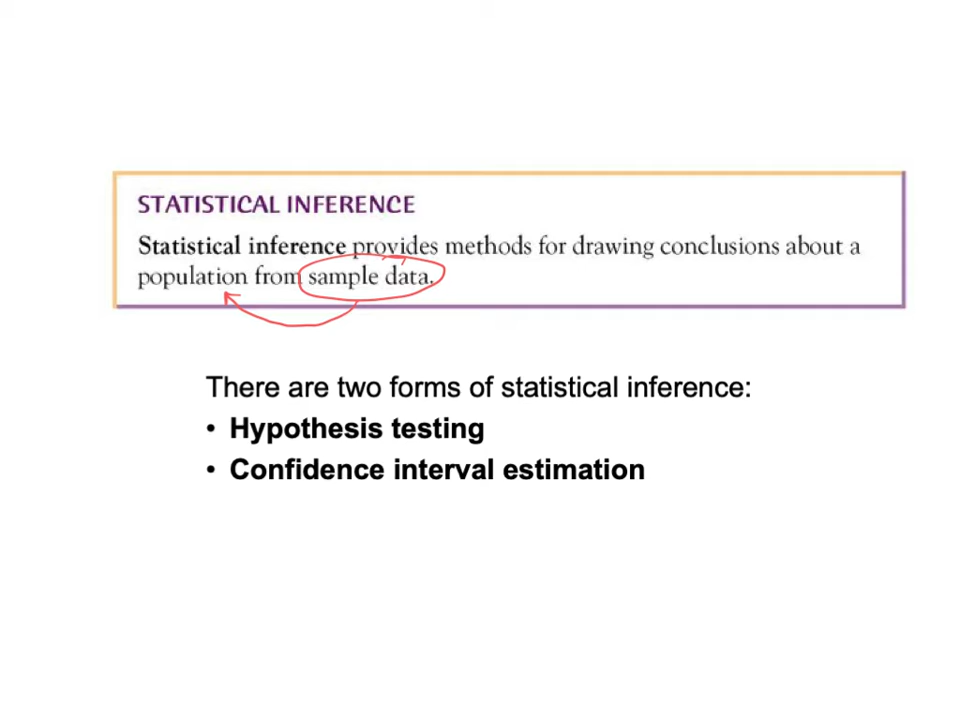 STATISTICAL INFERENCE
Statistical inference provides methods for drawing conclusions about a
population from sample data.
There are two forms of statistical inference:
• Hypothesis testing
• Confidence interval estimation